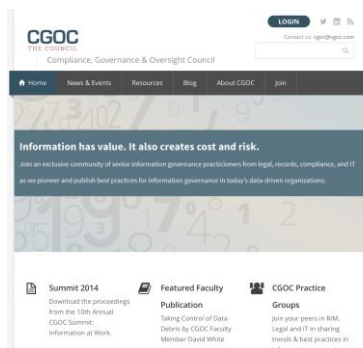 LOGIN
CGOC
THE COUNCIL
Contact us: cgoc@cgoc.com
Compliance, Governance & Oversight Council
Home News & Events Resources Blog About CGOC Join
Information has value. It also creates cost and risk.
Join an exclusive community of senior information governance practicioners from legal, records, compliance, and IT
as we pioneer and publish best practices for information governance in today's data-driven organizations.
Summit 2014
Download the proceedings
from the 10th Annual
CGOC Summit:
Information at Work.
Featured Faculty
Publication
Taking Control of Data
Debris by CGOC Faculty
Member David White
CGOC Practice
Groups
Join your peers in RIM,
Legal and IT in sharing
trends & best practices in